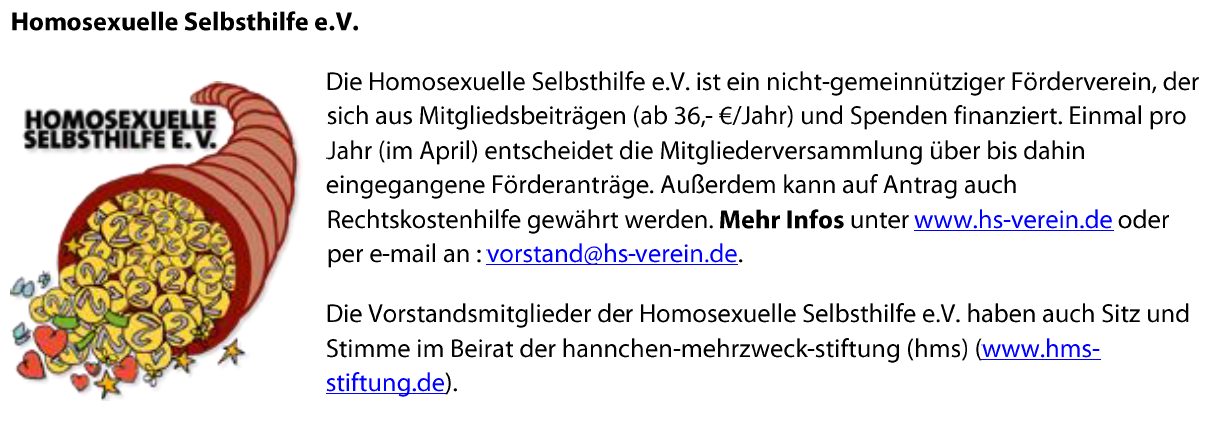 Homosexuelle Selbsthilfe e.V.
HOMOSEXUELLE
SELBSTHILFE E. V.
Die Homosexuelle Selbsthilfe e.V. ist ein nicht-gemeinnütziger Förderverein, der
sich aus Mitgliedsbeiträgen (ab 36,- €/Jahr) und Spenden finanziert. Einmal pro
Jahr (im April) entscheidet die Mitgliederversammlung über bis dahin
eingegangene Förderanträge. Außerdem kann auf Antrag auch
Rechtskostenhilfe gewährt werden. Mehr Infos unter www.hs-verein.de oder
per e-mail an : vorstand@hs-verein.de.
Die Vorstandsmitglieder der Homosexuelle Selbsthilfe e.V. haben auch Sitz und
Stimme im Beirat der hannchen-mehrzweck-stiftung (hms) (www.hms-
stiftung.de).